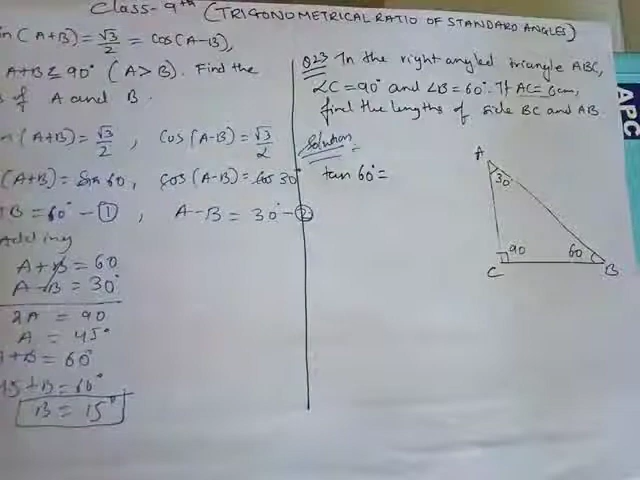 Class-9th (TRIGONOMETRICAL RATIO OF STANDARD ANGLES)
in(A+B) = √3/2 = cos(A-B),
A+B ≤ 90° (A>B). Find the
s of A and B.
n(A+B) = √3/2 , cos(A-B) = √3/2
(A+B) = Sin 60, cos(A-B) = cos 30°
+B = 60° - ① , A-B = 30° - ②
Adding
A+B = 60
A-B = 30°
2A = 90
A = 45°
+B = 60°
45+B = 60°
B = 15°
Q23 In the right angled triangle ABC,
∠C = 90° and ∠B = 60°. If AC = 6cm,
find the lengths of side BC and AB.
Solution
tan 60° =
A
30°
90
60
C
B
APC